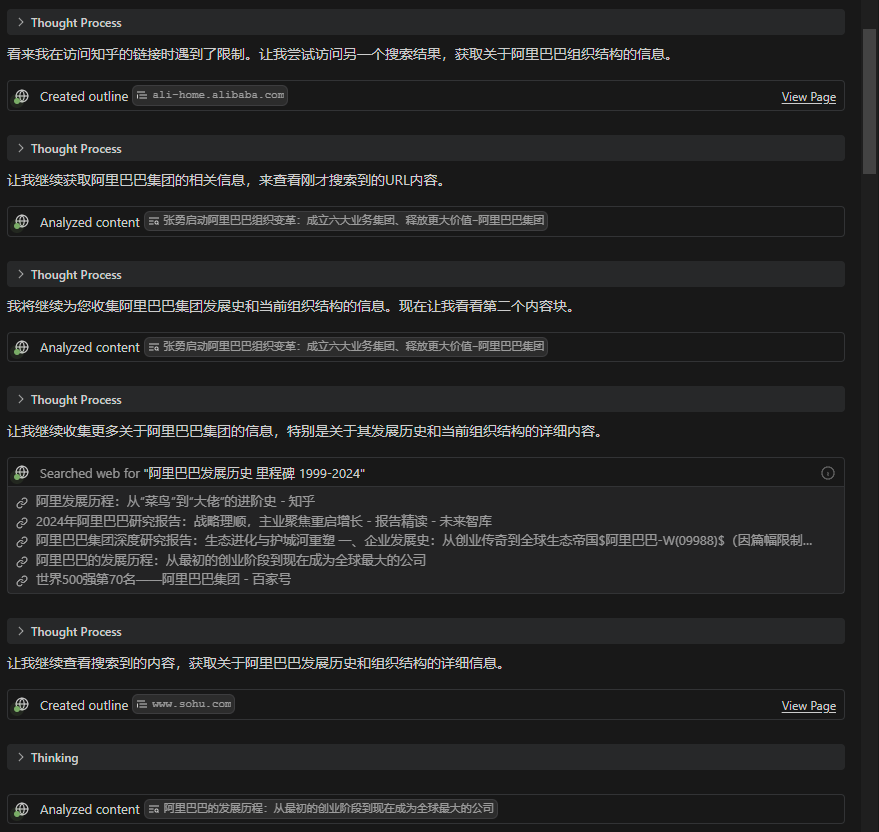 Thought Process
看来我在访问知乎的链接时遇到了限制。让我尝试访问另一个搜索结果，获取关于阿里巴巴组织结构的信息。
Created outline ali-home.alibaba.com View Page
Thought Process
让我继续获取阿里巴巴集团的相关信息，来查看刚才搜索到的URL内容。
Analyzed content 张勇启动阿里巴巴组织变革：成立六大业务集团、释放更大价值-阿里巴巴集团
Thought Process
我将继续为您收集阿里巴巴集团发展史和当前组织结构的信息。现在让我看看第二个内容块。
Analyzed content 张勇启动阿里巴巴组织变革：成立六大业务集团、释放更大价值-阿里巴巴集团
Thought Process
让我继续收集更多关于阿里巴巴集团的信息，特别是关于其发展历史和当前组织结构的详细内容。
Searched web for "阿里巴巴发展历史 里程碑 1999-2024"
阿里发展历程：从“菜鸟”到“大佬”的进阶史 - 知乎
2024年阿里巴巴研究报告：战略理顺，主业聚焦重启增长 - 报告精读 - 未来智库
阿里巴巴集团深度研究报告：生态进化与护城河重塑 一、企业发展史：从创业传奇到全球生态帝国$阿里巴巴-W(09988)$（因篇幅限制...
阿里巴巴的发展历程：从最初的创业阶段到现在成为全球最大的公司
世界500强第70名——阿里巴巴集团 - 百家号
Thought Process
让我继续查看搜索到的内容，获取关于阿里巴巴发展历史和组织结构的详细信息。
Created outline www.sohu.com View Page
Thinking
Analyzed content 阿里巴巴的发展历程：从最初的创业阶段到现在成为全球最大的公司